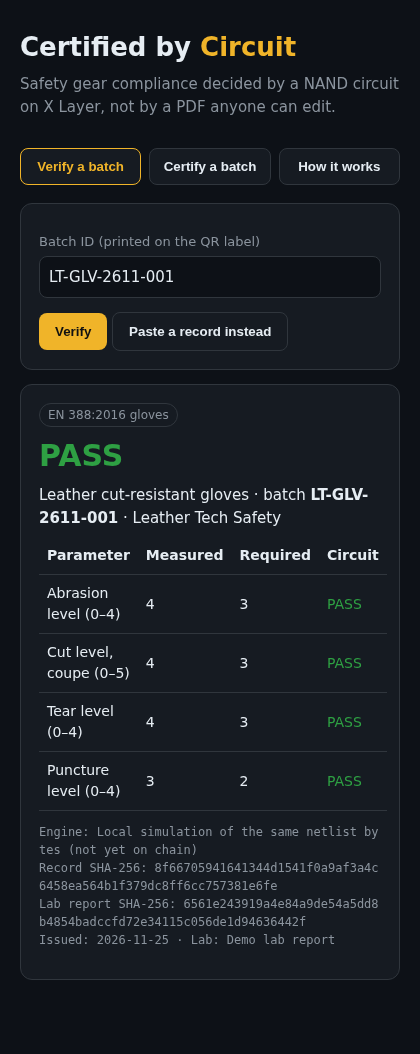 Certified by Circuit
Safety gear compliance decided by a NAND circuit
on X Layer, not by a PDF anyone can edit.
Verify a batch
Certify a batch
How it works
Batch ID (printed on the QR label)
LT-GLV-2611-001
Verify
Paste a record instead
EN 388:2016 gloves
PASS
Leather cut-resistant gloves · batch LT-GLV-
2611-001 · Leather Tech Safety
Parameter Measured Required Circuit
Abrasion
level (0–4) 4 3 PASS
Cut level,
coupe (0–5) 4 3 PASS
Tear level
(0–4) 4 3 PASS
Puncture
level (0–4) 3 2 PASS
Engine: Local simulation of the same netlist by
tes (not yet on chain)
Record SHA-256: 8f66705941641344d1541f0a9af3a4c
6458ea564b1f379dc8ff6cc757381e6fe
Lab report SHA-256: 6561e243919a4e84a9de54a5dd8
b4854badccfd72e34115c056de1d94636442f
Issued: 2026-11-25 · Lab: Demo lab report